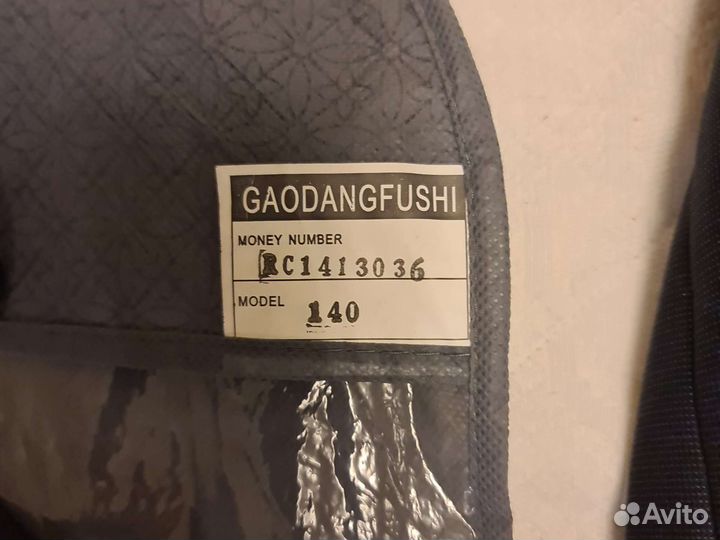 GAODANGFUSHI
MONEY NUMBER
RC1413036
MODEL 140
Avito